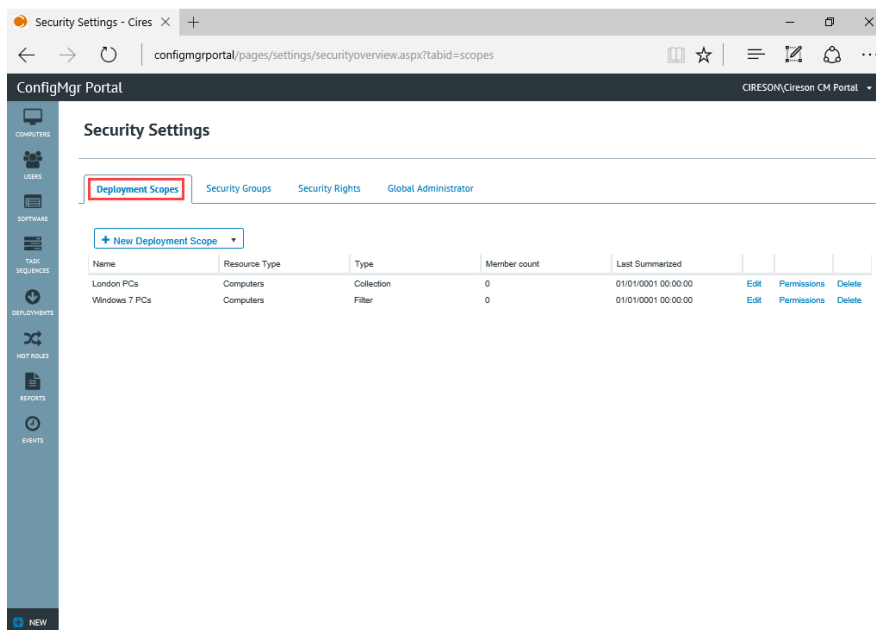 Security Settings - Cires
configmgrportal/pages/settings/securityoverview.aspx?tabid=scopes
ConfigMgr Portal
CIRESON\Cireson CM Portal
COMPUTERS
USERS
SOFTWARE
TASK
SEQUENCES
DEPLOYMENTS
MDT ROLES
REPORTS
EVENTS
NEW
Security Settings
Deployment Scopes Security Groups Security Rights Global Administrator
+ New Deployment Scope
Name Resource Type Type Member count Last Summarized
London PCs Computers Collection 0 01/01/0001 00:00:00 Edit Permissions Delete
Windows 7 PCs Computers Filter 0 01/01/0001 00:00:00 Edit Permissions Delete